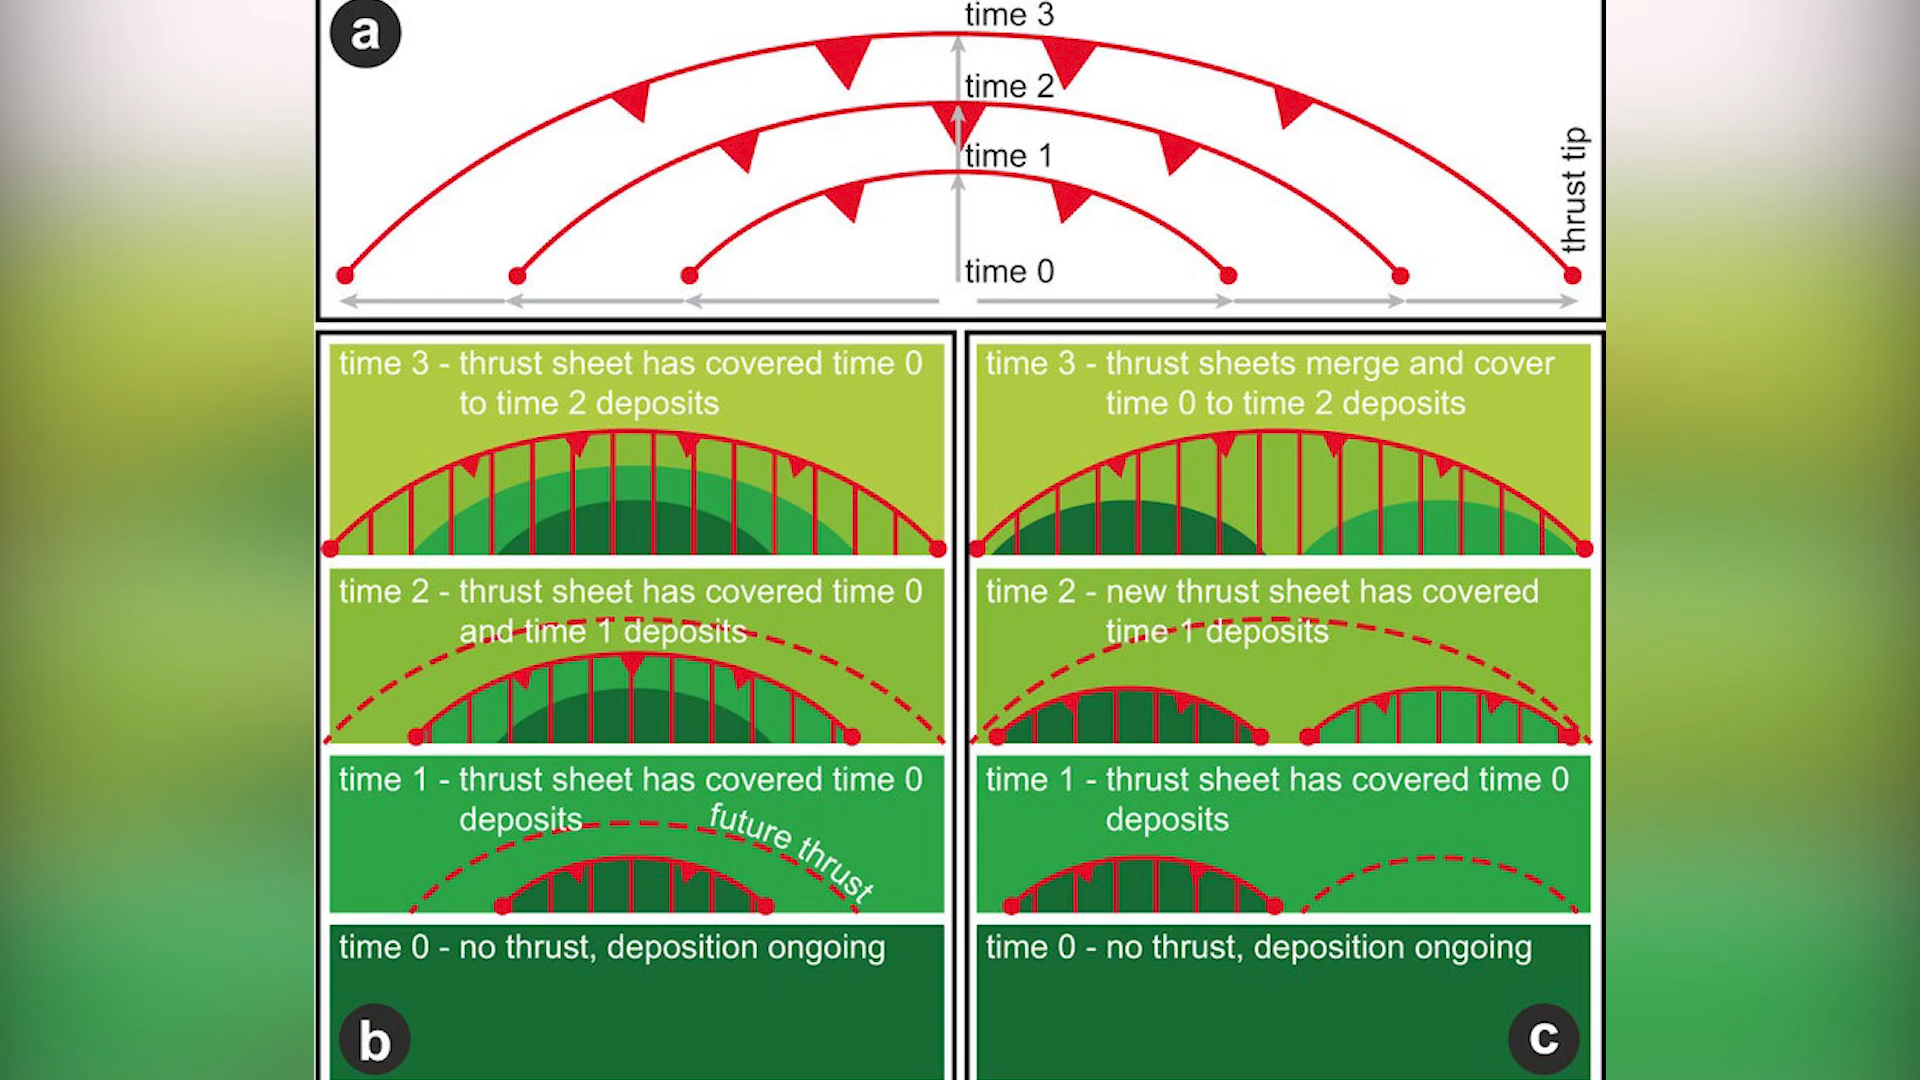 a
time 3
time 2
time 1
time 0
thrust tip
time 3 - thrust sheet has covered time 0
to time 2 deposits
time 2 - thrust sheet has covered time 0
and time 1 deposits
time 1 - thrust sheet has covered time 0
deposits
future thrust
time 0 - no thrust, deposition ongoing
b
time 3 - thrust sheets merge and cover
time 0 to time 2 deposits
time 2 - new thrust sheet has covered
time 1 deposits
time 1 - thrust sheet has covered time 0
deposits
time 0 - no thrust, deposition ongoing
c